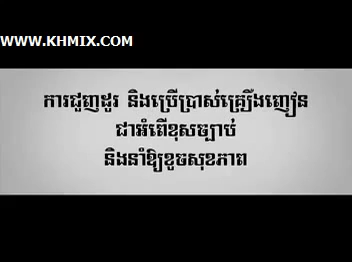 WWW.KHMIX.COM
ការជួញដូរ និងប្រើប្រាស់គ្រឿងញៀន
ជាអំពើខុសច្បាប់
និងនាំឱ្យខូចសុខភាព